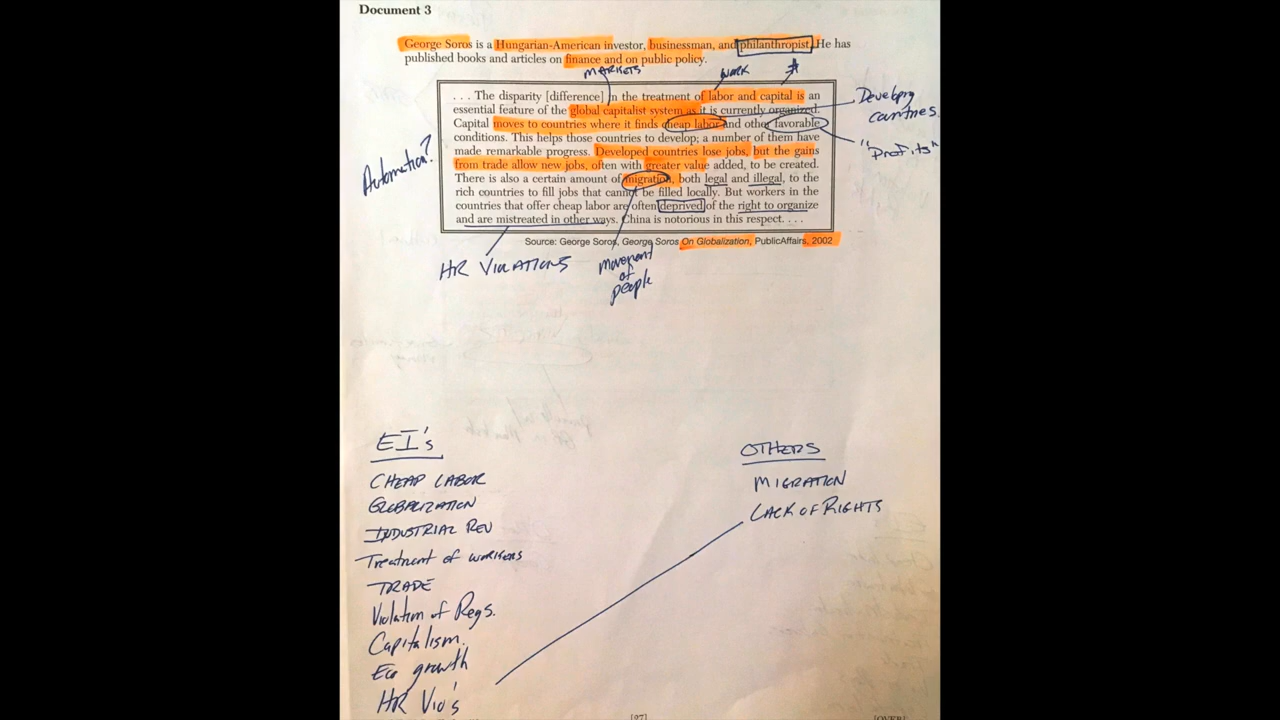 Document 3
George Soros is a Hungarian-American investor, businessman, and philanthropist. He has
published books and articles on finance and on public policy.
MARKETS
WORK
. . . The disparity [difference] in the treatment of labor and capital is an
essential feature of the global capitalist system as it is currently organized.
Capital moves to countries where it finds cheap labor and other favorable
conditions. This helps those countries to develop; a number of them have
made remarkable progress. Developed countries lose jobs, but the gains
from trade allow new jobs, often with greater value added, to be created.
There is also a certain amount of migration, both legal and illegal, to the
rich countries to fill jobs that cannot be filled locally. But workers in the
countries that offer cheap labor are often deprived of the right to organize
and are mistreated in other ways. China is notorious in this respect. . . .
Developing
countries
"Profits"
Automation?
Source: George Soros, George Soros On Globalization, PublicAffairs, 2002
HR VIOLATIONS
movement
of
people
EI's
CHEAP LABOR
GLOBALIZATION
INDUSTRIAL REV
Treatment of workers
TRADE
Violation of Regs.
Capitalism.
Eco growth
HR Vio's
OTHERS
MIGRATION
LACK OF RIGHTS
[27]
[OVER]